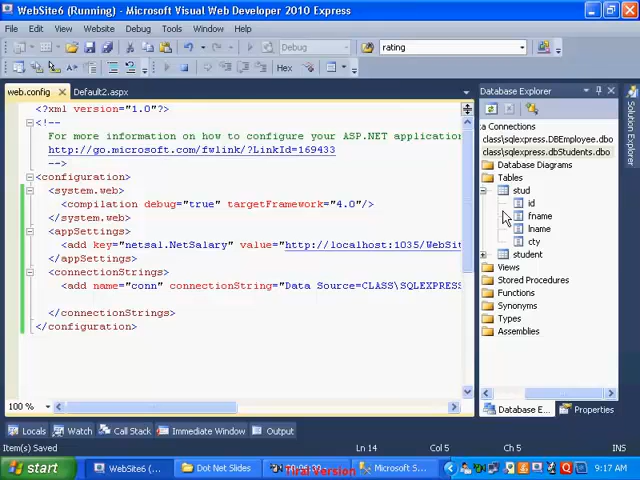 WebSite6 (Running) - Microsoft Visual Web Developer 2010 Express
File Edit View Website Debug Tools Window Help
Debug rating
Hex
web.config Default2.aspx
<?xml version="1.0"?>
<!--
For more information on how to configure your ASP.NET application
http://go.microsoft.com/fwlink/?LinkId=169433
-->
<configuration>
<system.web>
<compilation debug="true" targetFramework="4.0"/>
</system.web>
<appSettings>
<add key="netsal.NetSalary" value="http://localhost:1035/WebSit
</appSettings>
<connectionStrings>
<add name="conn" connectionString="Data Source=CLASS\SQLEXPRESS
</connectionStrings>
</configuration>
100 %
Database Explorer
a Connections
class\sqlexpress.DBEmployee.dbo
class\sqlexpress.dbStudents.dbo
Database Diagrams
Tables
stud
id
fname
lname
cty
student
Views
Stored Procedures
Functions
Synonyms
Types
Assemblies
Database E... Properties
Solution Explorer
Locals Watch Call Stack Immediate Window Output
Item(s) Saved Ln 14 Col 5 Ch 5 INS
start WebSite6 (... Dot Net Slides Microsoft S... 9:17 AM
Tiral Version